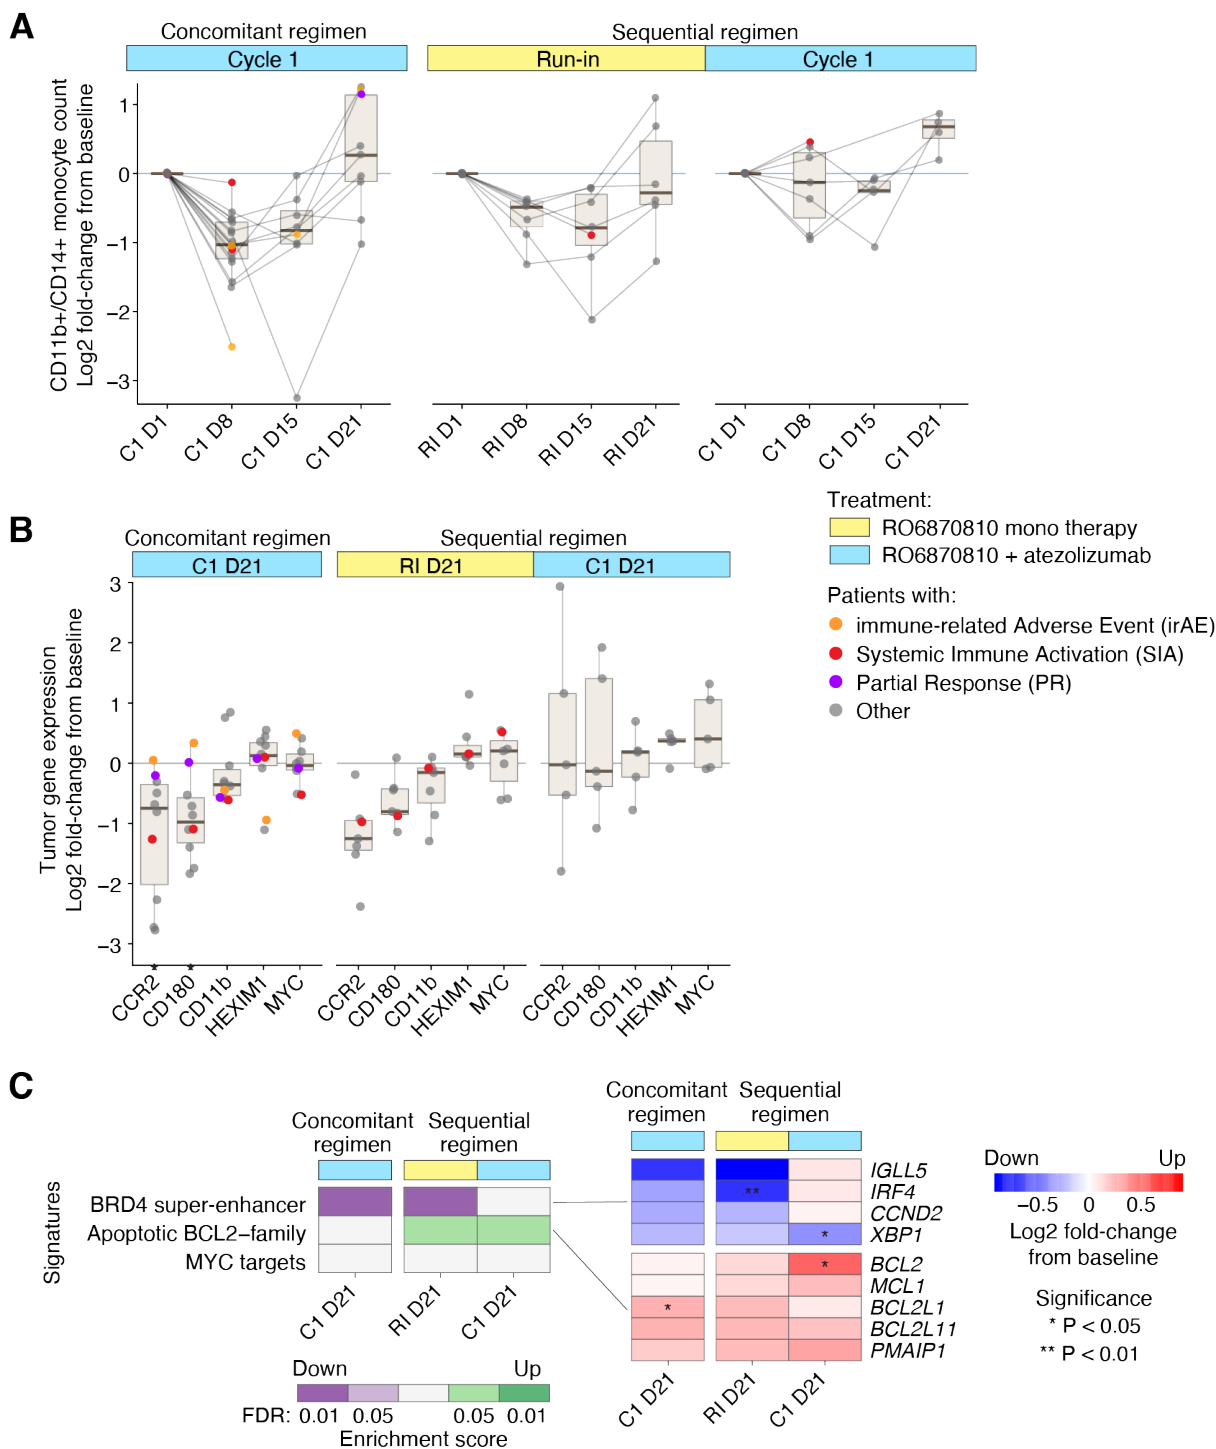 A
Concomitant regimen
Sequential regimen
Cycle 1
Run-in
Cycle 1
CD11b+/CD14+ monocyte count
Log2 fold-change from baseline
1
0
−1
−2
−3
C1 D1
C1 D8
C1 D15
C1 D21
RI D1
RI D8
RI D15
RI D21
C1 D1
C1 D8
C1 D15
C1 D21
Treatment:
RO6870810 mono therapy
RO6870810 + atezolizumab
Patients with:
immune-related Adverse Event (irAE)
Systemic Immune Activation (SIA)
Partial Response (PR)
Other
B
Concomitant regimen
Sequential regimen
C1 D21
RI D21
C1 D21
Tumor gene expression
Log2 fold-change from baseline
3
2
1
0
−1
−2
−3
* *
CCR2
CD180
CD11b
HEXIM1
MYC
CCR2
CD180
CD11b
HEXIM1
MYC
CCR2
CD180
CD11b
HEXIM1
MYC
C
Signatures
Concomitant
regimen
Sequential
regimen
BRD4 super-enhancer
Apoptotic BCL2−family
MYC targets
C1 D21
RI D21
C1 D21
Down
Up
FDR: 0.01 0.05 0.05 0.01
Enrichment score
Concomitant
regimen
Sequential
regimen
IGLL5
** IRF4
CCND2
* XBP1
* BCL2
MCL1
* BCL2L1
BCL2L11
PMAIP1
C1 D21
RI D21
C1 D21
Down
Up
−0.5 0 0.5
Log2 fold-change
from baseline
Significance
* P < 0.05
** P < 0.01